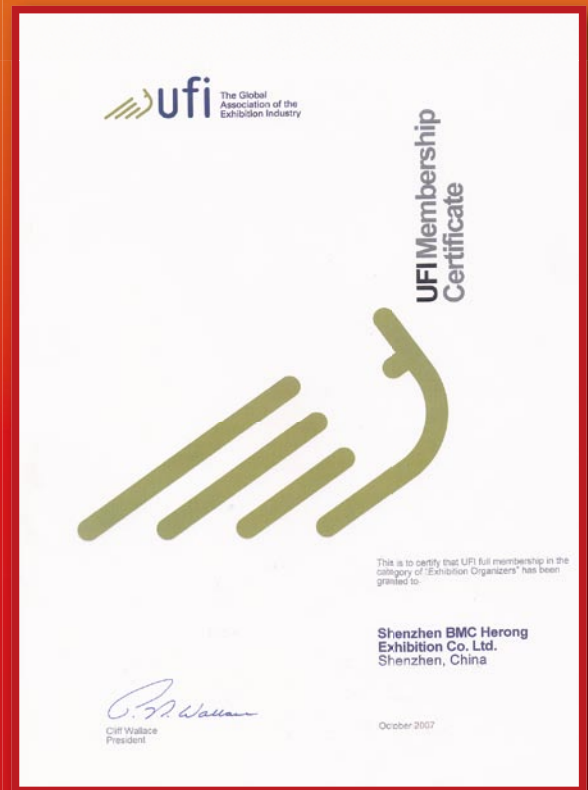 ufi
The Global
Association of the
Exhibition Industry
UFI Membership
Certificate
This is to certify that UFI full membership in the
category of "Exhibition Organizers" has been
granted to
Shenzhen BMC Herong
Exhibition Co. Ltd.
Shenzhen, China
C. N. Wallace
Cliff Wallace
President
October 2007